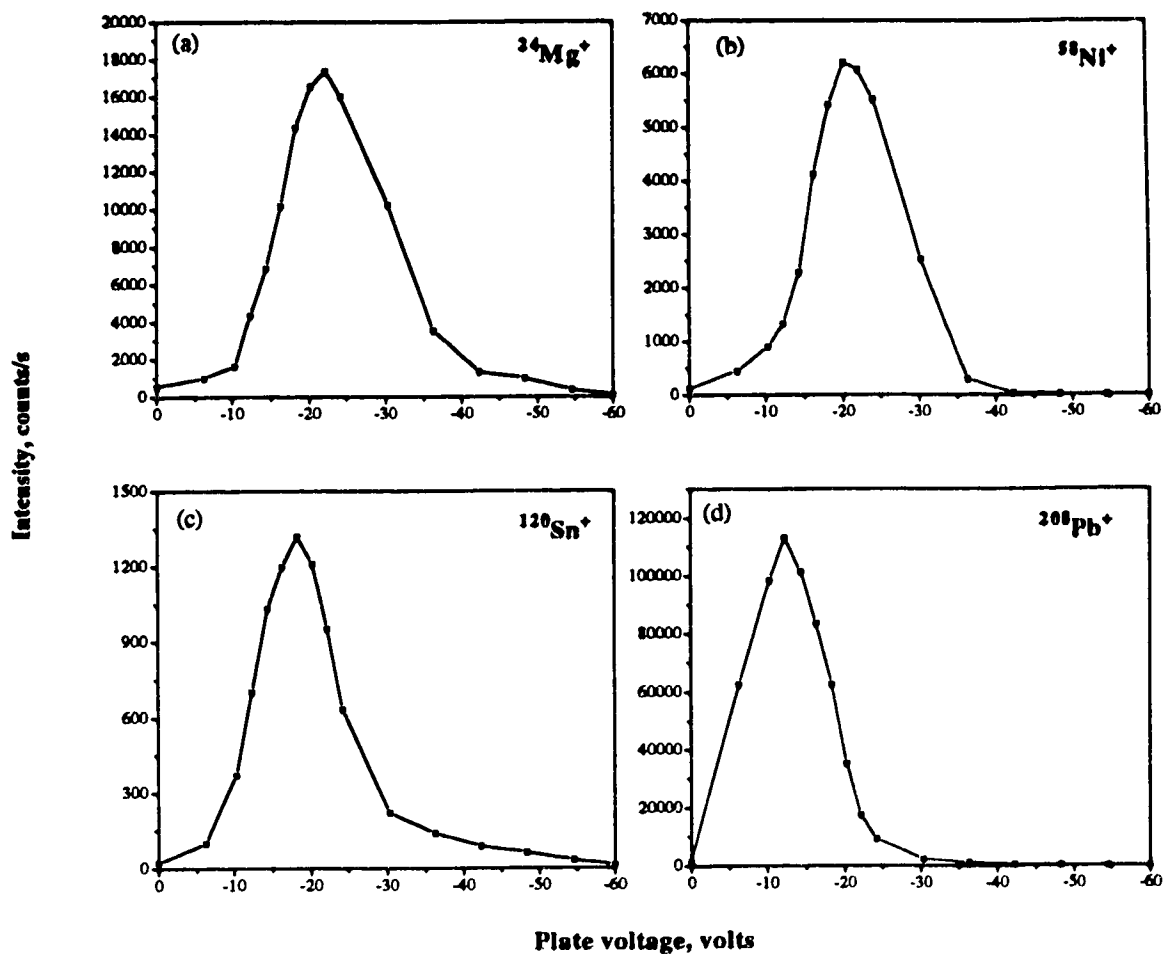 (a)
²⁴Mg⁺
20000
18000
16000
14000
12000
10000
8000
6000
4000
2000
0
0 -10 -20 -30 -40 -50 -60
(b)
⁵⁸Ni⁺
7000
6000
5000
4000
3000
2000
1000
0
0 -10 -20 -30 -40 -50 -60
(c)
¹²⁰Sn⁺
1500
1200
900
600
300
0
0 -10 -20 -30 -40 -50 -60
(d)
²⁰⁸Pb⁺
120000
100000
80000
60000
40000
20000
0
0 -10 -20 -30 -40 -50 -60
Intensity, counts/s
Plate voltage, volts